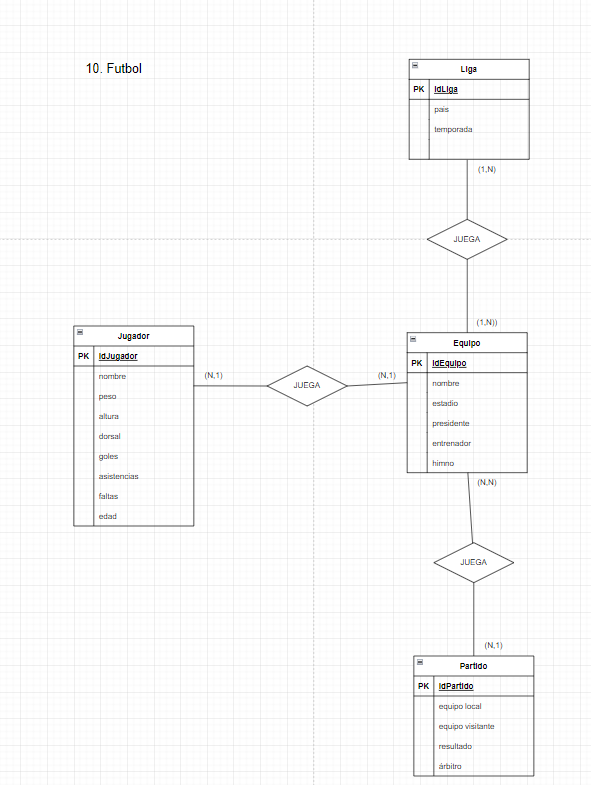 10. Futbol
Liga
PK idLiga
pais
temporada
(1,N)
JUEGA
(1,N))
Equipo
PK idEquipo
nombre
estadio
presidente
entrenador
himno
Jugador
PK idJugador
nombre
peso
altura
dorsal
goles
asistencias
faltas
edad
(N,1)
JUEGA
(N,1)
(N,N)
JUEGA
(N,1)
Partido
PK idPartido
equipo local
equipo visitante
resultado
árbitro